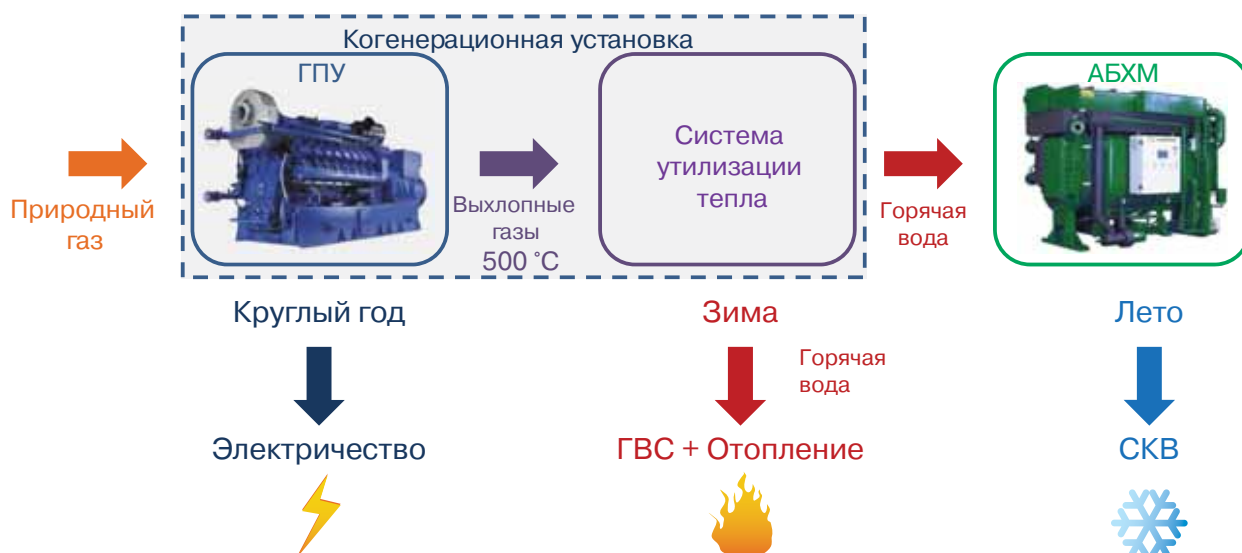 Когенерационная установка
ГПУ
АБХМ
Система
утилизации
тепла
Природный
газ
Выхлопные
газы
500 °C
Горячая
вода
Круглый год
Зима
Лето
Горячая
вода
Электричество
ГВС + Отопление
СКВ